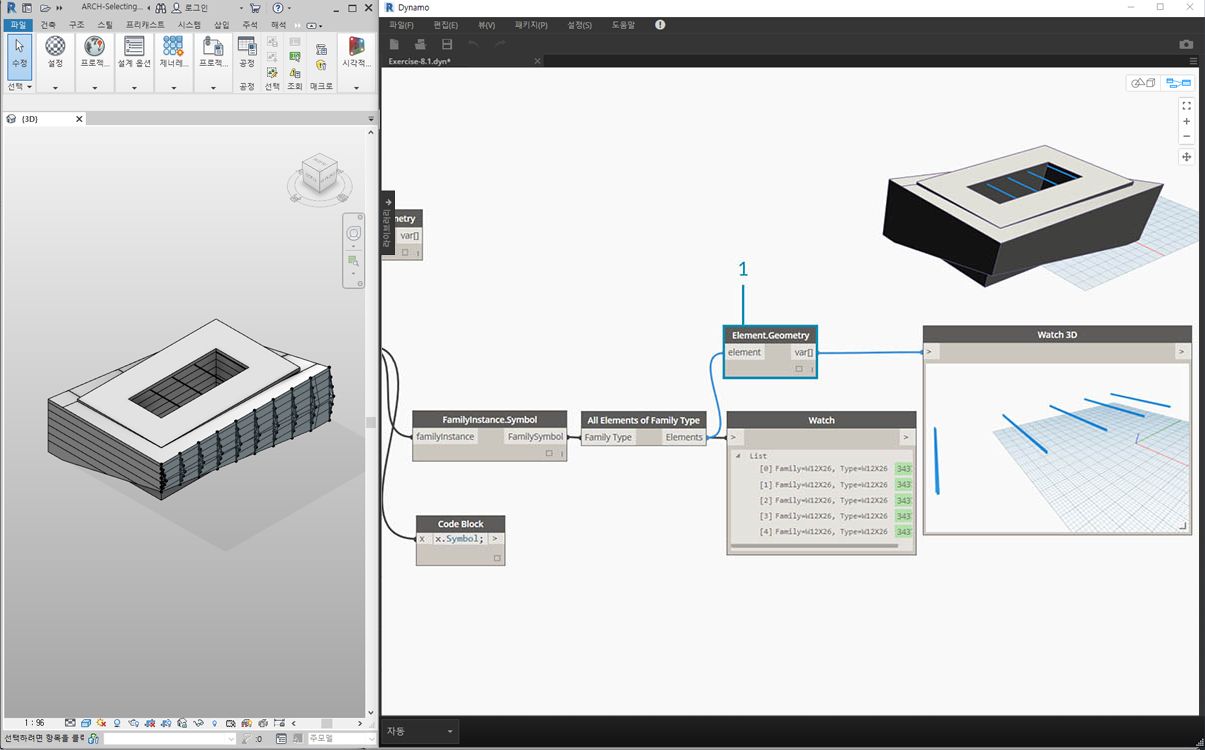 ARCH-Selecting...
로그인
파일 건축 구조 스틸 프리캐스트 시스템 삽입 주석 해석
수정 설정 프로젝... 설계 옵션 제너레... 프로젝... 공정 시각적...
선택 공정 선택 조회 매크로
{3D}
1 : 96
선택하려면 항목을 클릭
:0
주모델
Dynamo
파일(F) 편집(E) 뷰(V) 패키지(P) 설정(S) 도움말
Exercise-8.1.dyn*
라이브러리
metry
var[]
1
Element.Geometry
element var[]
Watch 3D
> >
FamilyInstance.Symbol
familyInstance FamilySymbol
All Elements of Family Type
Family Type Elements
Watch
> >
List
[0] Family=W12X26, Type=W12X26 343
[1] Family=W12X26, Type=W12X26 343
[2] Family=W12X26, Type=W12X26 343
[3] Family=W12X26, Type=W12X26 343
[4] Family=W12X26, Type=W12X26 343
Code Block
x x.Symbol; >
자동